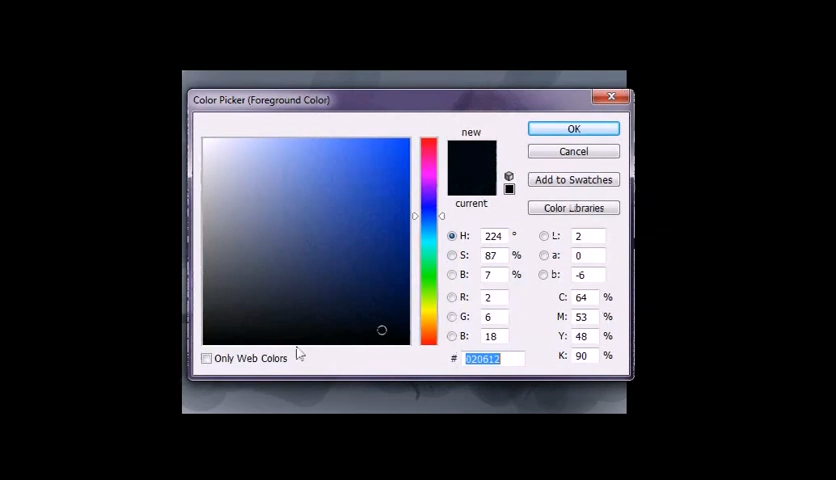 Color Picker (Foreground Color)
new
current
OK
Cancel
Add to Swatches
Color Libraries
H: 224 °
S: 87 %
B: 7 %
R: 2
G: 6
B: 18
# 020612
L: 2
a: 0
b: -6
C: 64 %
M: 53 %
Y: 48 %
K: 90 %
Only Web Colors